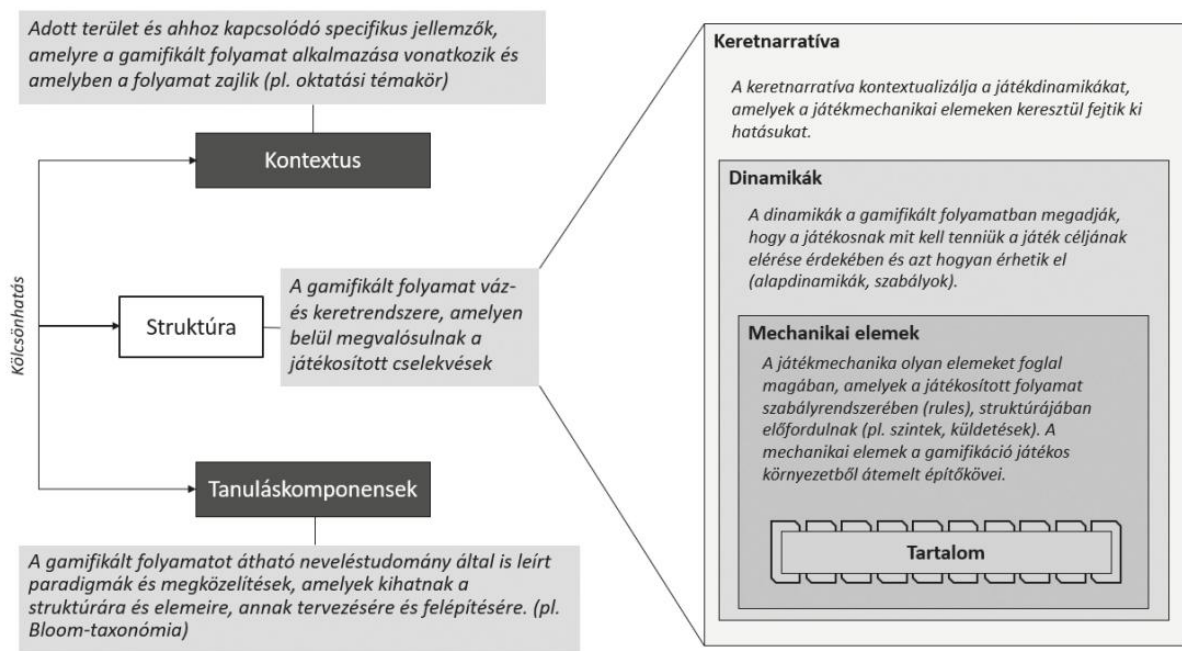 Adott terület és ahhoz kapcsolódó specifikus jellemzők,
amelyre a gamifikált folyamat alkalmazása vonatkozik és
amelyben a folyamat zajlik (pl. oktatási témakör)
Kontextus
Kölcsönhatás
Struktúra
A gamifikált folyamat váz-
és keretrendszere, amelyen
belül megvalósulnak a
játékosított cselekvések
Tanuláskomponensek
A gamifikált folyamatot átható neveléstudomány által is leírt
paradigmák és megközelítések, amelyek kihatnak a
struktúrára és elemeire, annak tervezésére és felépítésére. (pl.
Bloom-taxonómia)
Keretnarratíva
A keretnarratíva kontextualizálja a játékdinamikákat,
amelyek a játékmechanikai elemeken keresztül fejtik ki
hatásukat.
Dinamikák
A dinamikák a gamifikált folyamatban megadják,
hogy a játékosnak mit kell tenniük a játék céljának
elérése érdekében és azt hogyan érhetik el
(alapdinamikák, szabályok).
Mechanikai elemek
A játékmechanika olyan elemeket foglal
magában, amelyek a játékosított folyamat
szabályrendszerében (rules), struktúrájában
előfordulnak (pl. szintek, küldetések). A
mechanikai elemek a gamifikáció játékos
környezetből átemelt építőkövei.
Tartalom